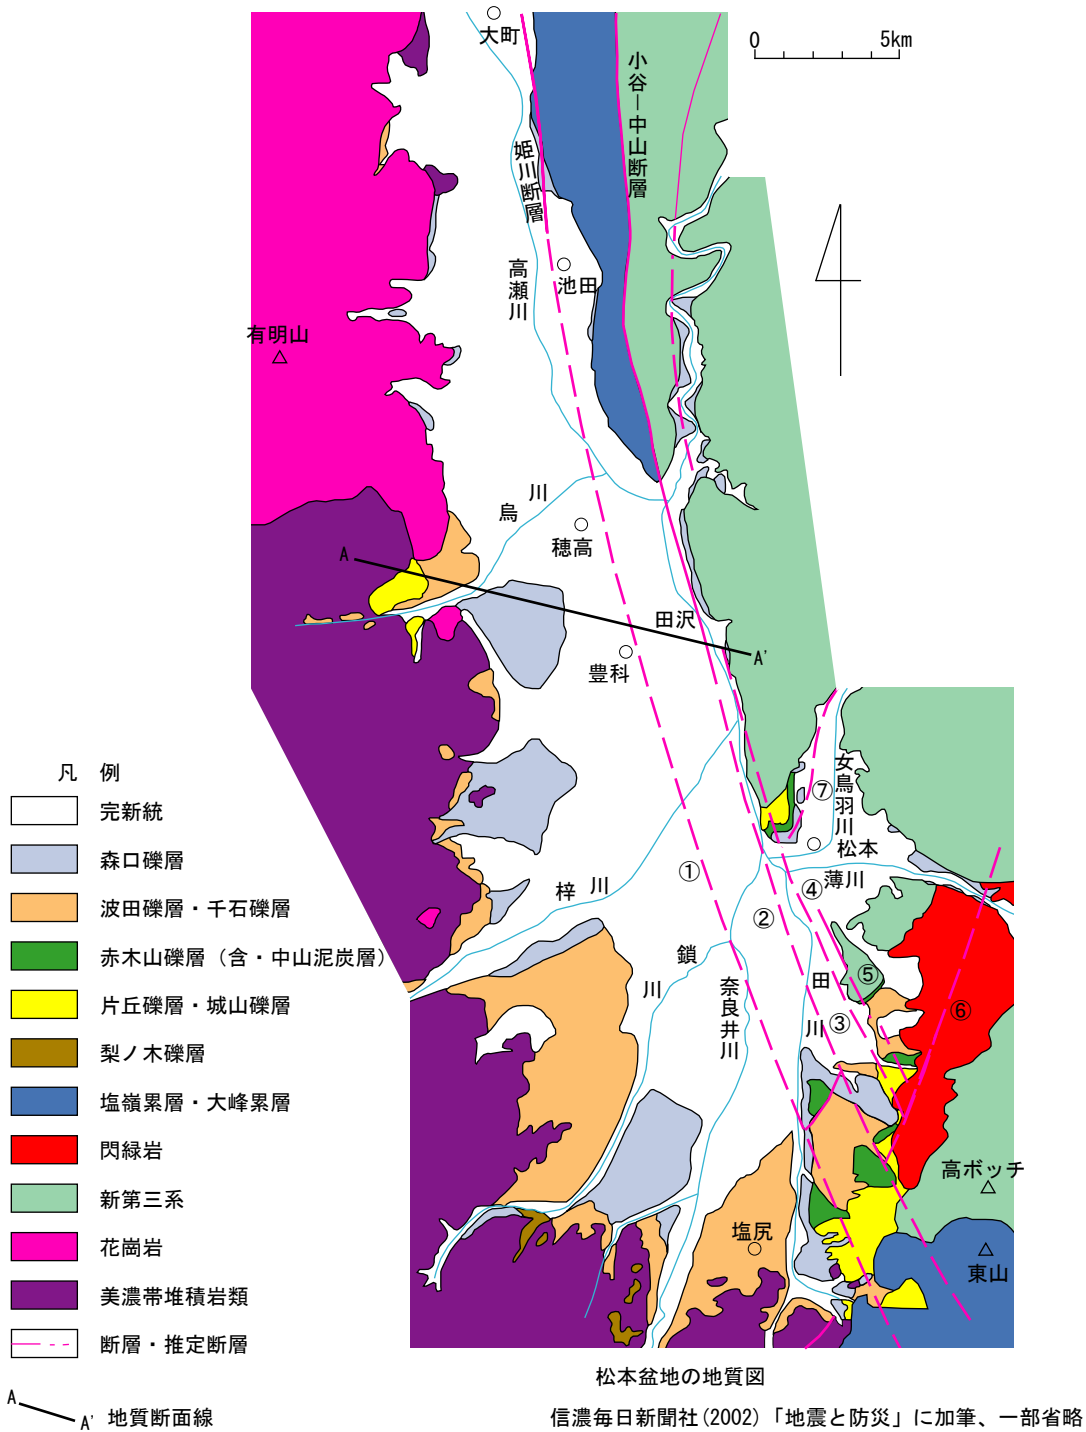 大町
0 5km
小谷―中山断層
姫川断層
高瀬川
池田
有明山
烏川
穂高
A
田沢
A'
豊科
凡 例
完新統
森口礫層
波田礫層・千石礫層
赤木山礫層（含・中山泥炭層）
片丘礫層・城山礫層
梨ノ木礫層
塩嶺累層・大峰累層
閃緑岩
新第三系
花崗岩
美濃帯堆積岩類
断層・推定断層
A A' 地質断面線
女鳥羽川
⑦
松本
薄川
①
④
②
梓川
鎖川
奈良井川
田川
⑤
③
⑥
高ボッチ
塩尻
東山
松本盆地の地質図
信濃毎日新聞社(2002)「地震と防災」に加筆、一部省略